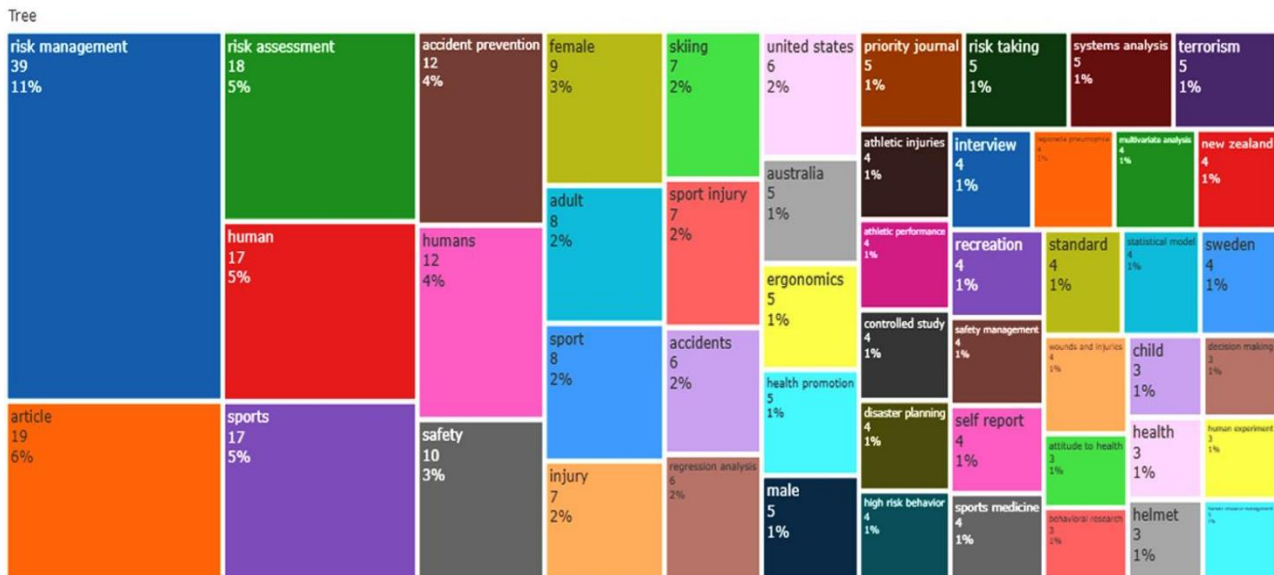 Tree
risk management
39
11%
article
19
6%
risk assessment
18
5%
human
17
5%
sports
17
5%
accident prevention
12
4%
humans
12
4%
safety
10
3%
female
9
3%
adult
8
2%
sport
8
2%
injury
7
2%
skiing
7
2%
sport injury
7
2%
accidents
6
2%
regression analysis
6
2%
united states
6
2%
australia
5
1%
ergonomics
5
1%
health promotion
5
1%
male
5
1%
priority journal
5
1%
risk taking
5
1%
systems analysis
5
1%
terrorism
5
1%
athletic injuries
4
1%
athletic performance
4
1%
controlled study
4
1%
disaster planning
4
1%
high risk behavior
4
1%
interview
4
1%
legionella pneumophila
4
1%
multivariate analysis
4
1%
new zealand
4
1%
recreation
4
1%
safety management
4
1%
self report
4
1%
sports medicine
4
1%
standard
4
1%
statistical model
4
1%
sweden
4
1%
wounds and injuries
4
1%
attitude to health
3
1%
behavioral research
3
1%
child
3
1%
health
3
1%
helmet
3
1%
decision making
3
1%
human experiment
3
1%
human resource management
3
1%